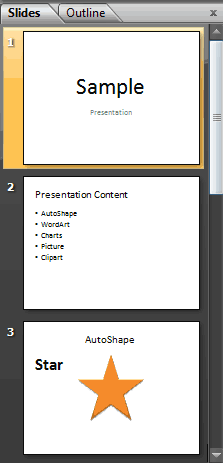 Slides Outline x
1
Sample
Presentation
2
Presentation Content
• AutoShape
• WordArt
• Charts
• Picture
• Clipart
3
AutoShape
Star